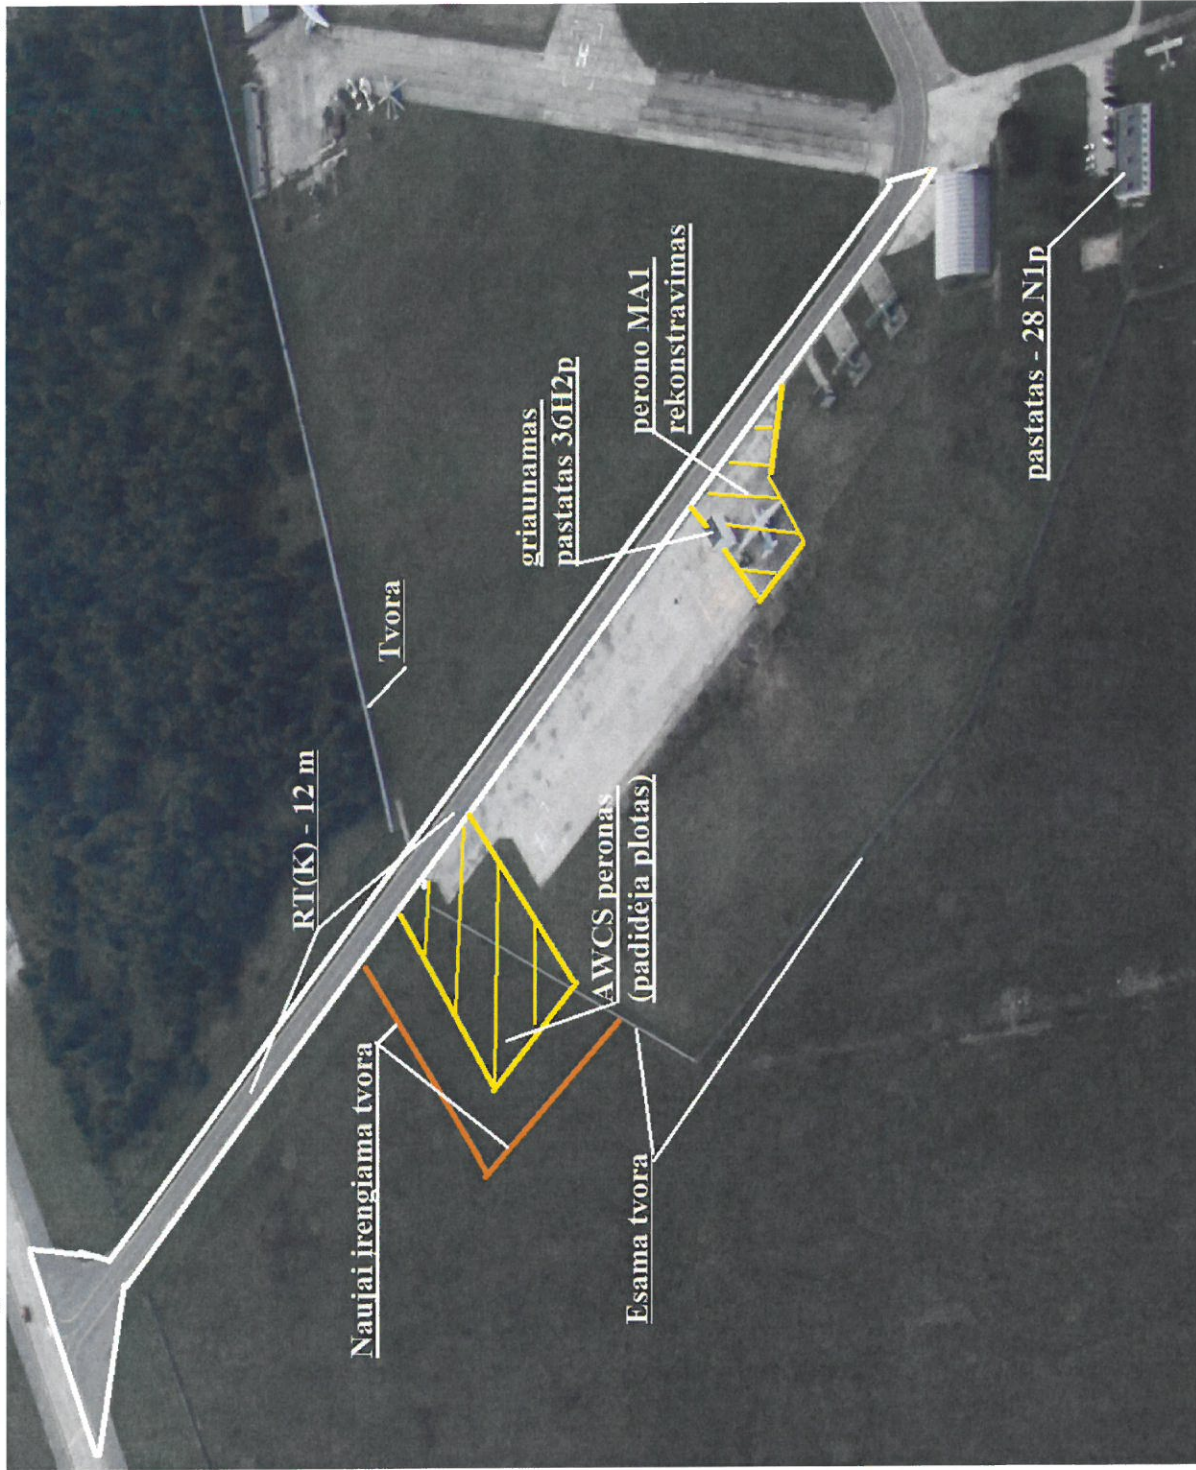 RT(K) - 12 m
Tvora
griaunamas
pastatas 36H2p
perono MA1
rekonstravimas
Naujai įrengiama tvora
AWCS peronas
(padidėja plotas)
Esama tvora
pastatas - 28 N1p